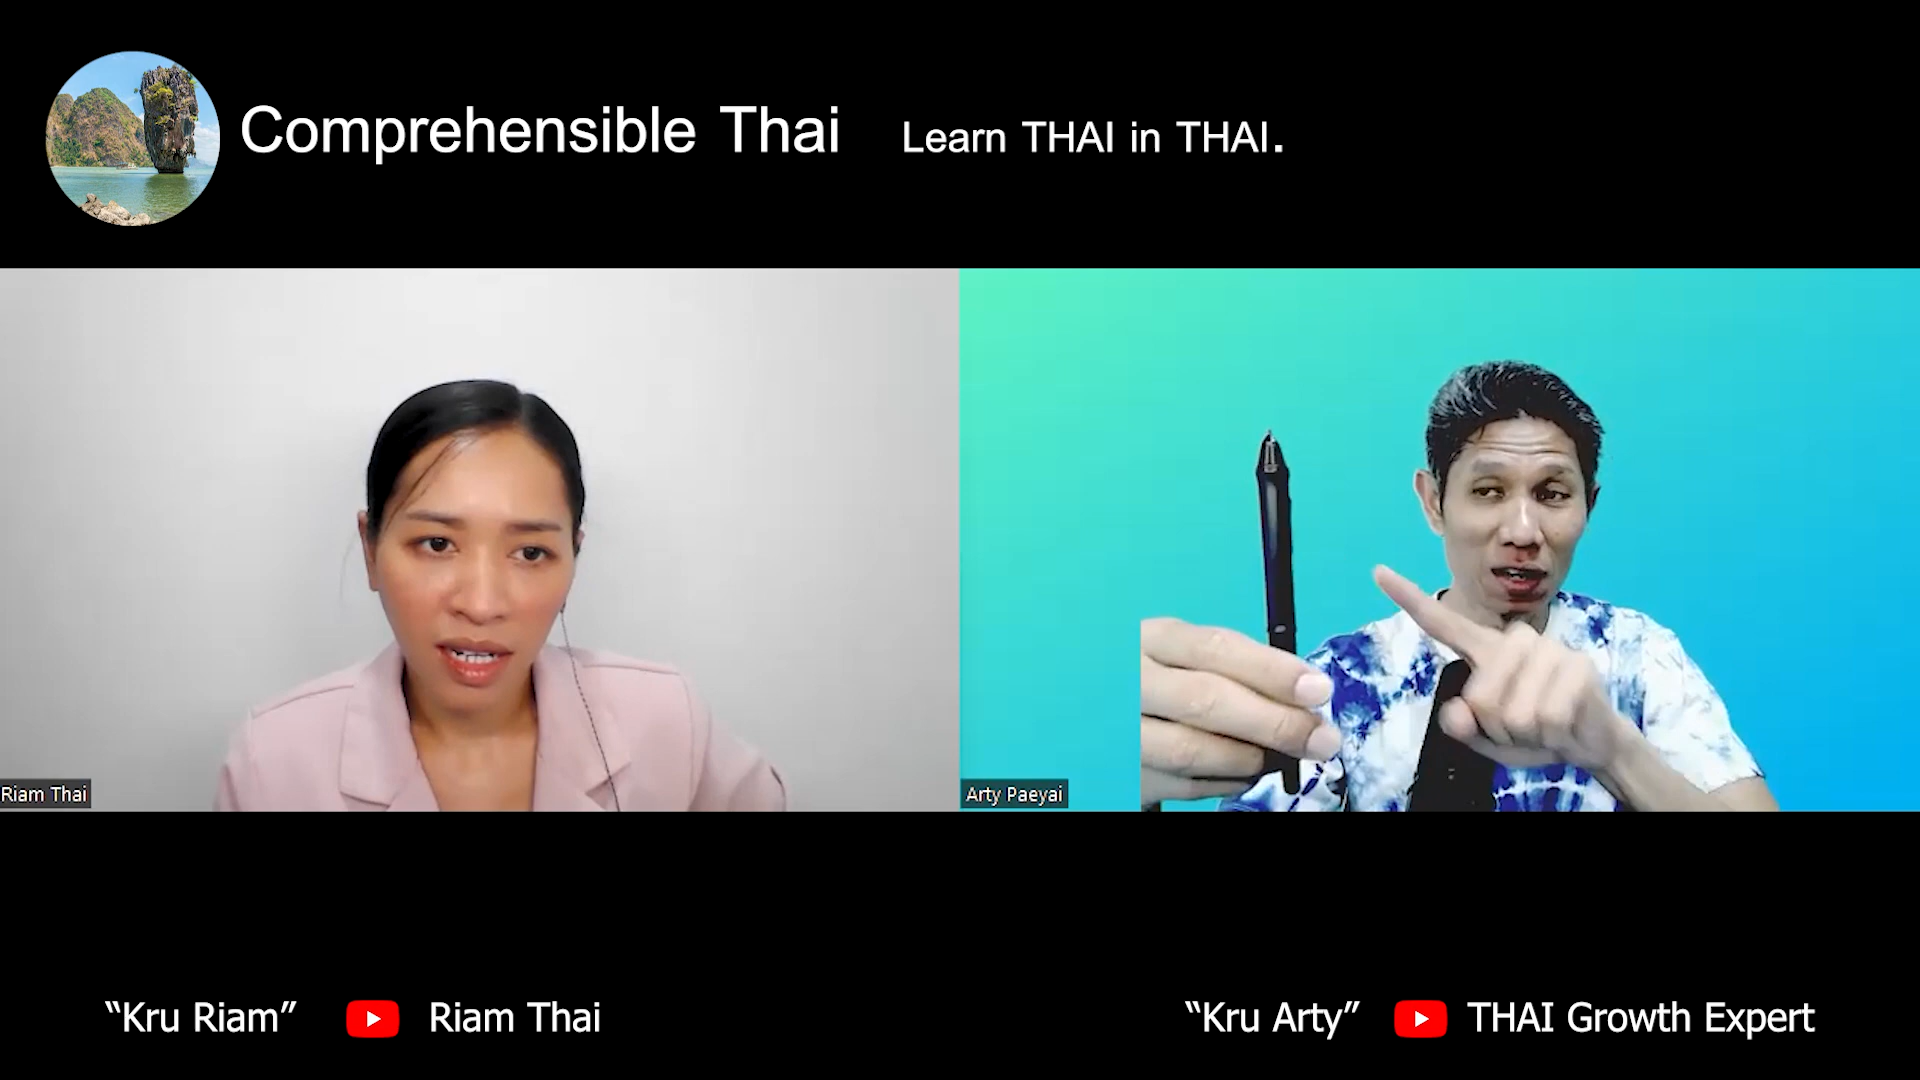 Comprehensible Thai
Learn THAI in THAI.
Riam Thai
Arty Paeyai
“Kru Riam”
Riam Thai
“Kru Arty”
THAI Growth Expert